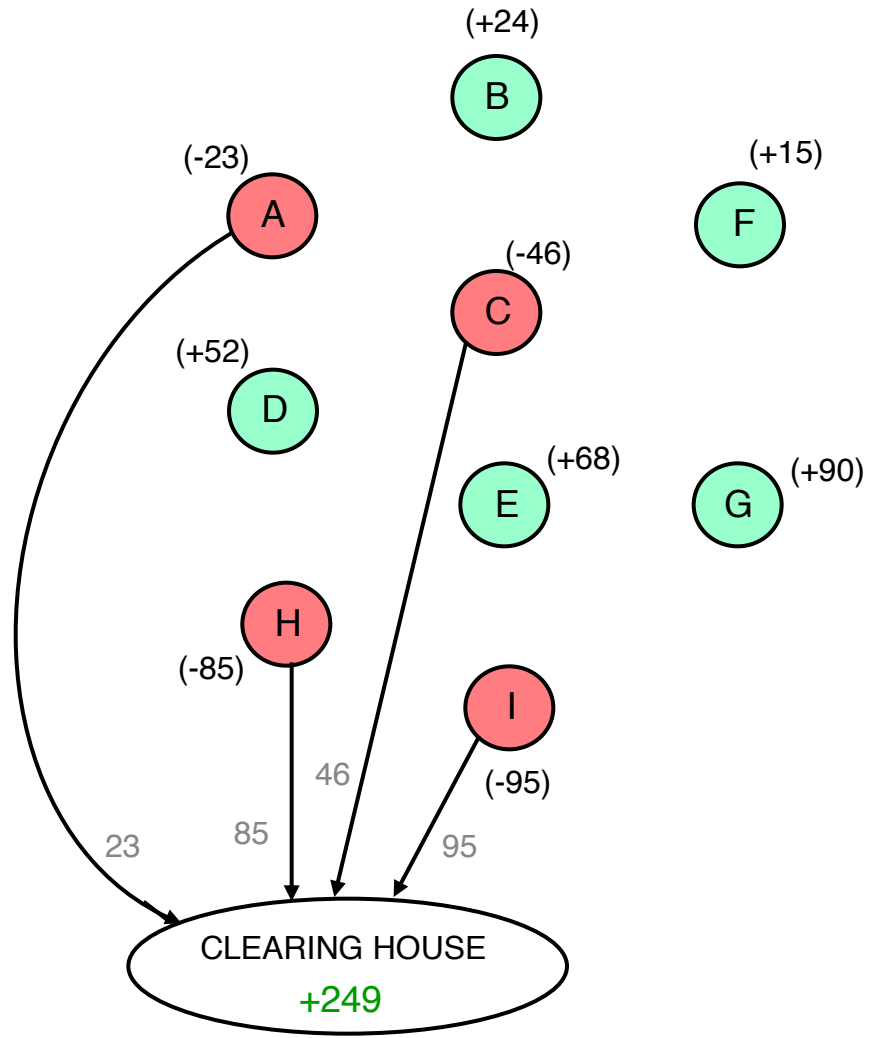 (+24)
B
(-23)
(+15)
A
F
(-46)
C
(+52)
D
(+68)
(+90)
E
G
H
(-85)
I
46
(-95)
85
23
95
CLEARING HOUSE
+249